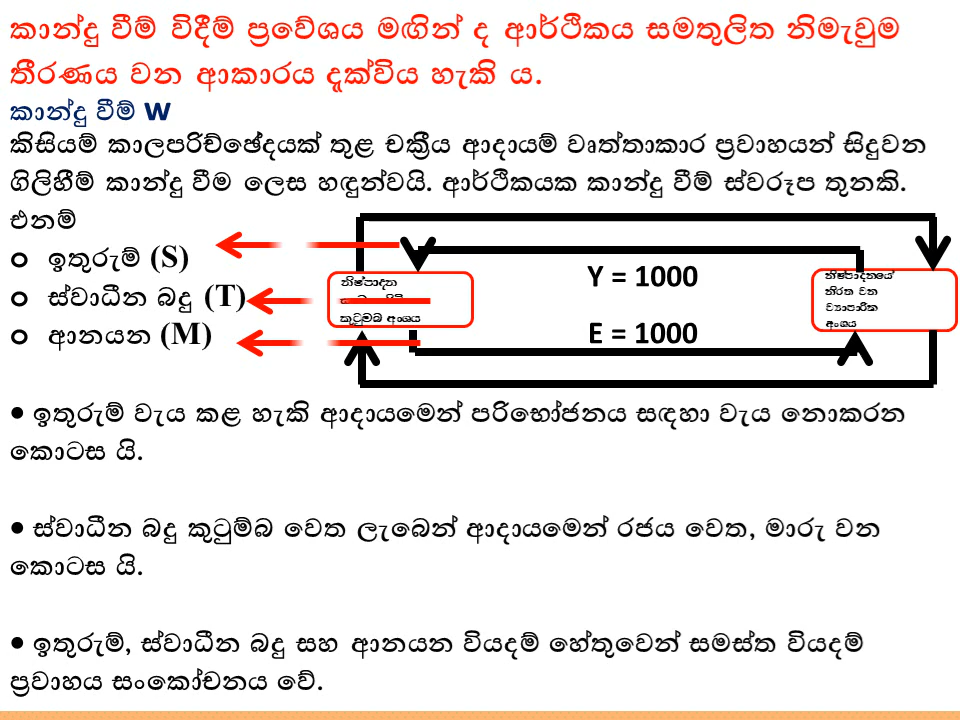 කාන්දු වීම් විදීම් ප්‍රවේශය මඟින් ද ආර්ථිකය සමතුලිත නිමැවුම
තීරණය වන ආකාරය දැක්විය හැකි ය.
කාන්දු වීම් W
කිසියම් කාලපරිච්ඡේදයක් තුළ චක්‍රීය ආදායම් වෘත්තාකාර ප්‍රවාහයන් සිදුවන
ගිලිහීම් කාන්දු වීම ලෙස හඳුන්වයි. ආර්ථිකයක කාන්දු වීම් ස්වරූප තුනකි.
එනම්
o ඉතුරුම් (S)
o ස්වාධීන බදු (T)
o ආනයන (M)
නිෂ්පාදන
කුටුම්බ අංශය
Y = 1000
E = 1000
නිෂ්පාදනයේ
නිරත වන
ව්‍යාපාරික
අංශය
• ඉතුරුම් වැය කළ හැකි ආදායමෙන් පරිභෝජනය සඳහා වැය නොකරන
කොටස යි.
• ස්වාධීන බදු කුටුම්බ වෙත ලැබෙන් ආදායමෙන් රජය වෙත, මාරු වන
කොටස යි.
• ඉතුරුම්, ස්වාධීන බදු සහ ආනයන වියදම් හේතුවෙන් සමස්ත වියදම්
ප්‍රවාහය සංකෝචනය වේ.